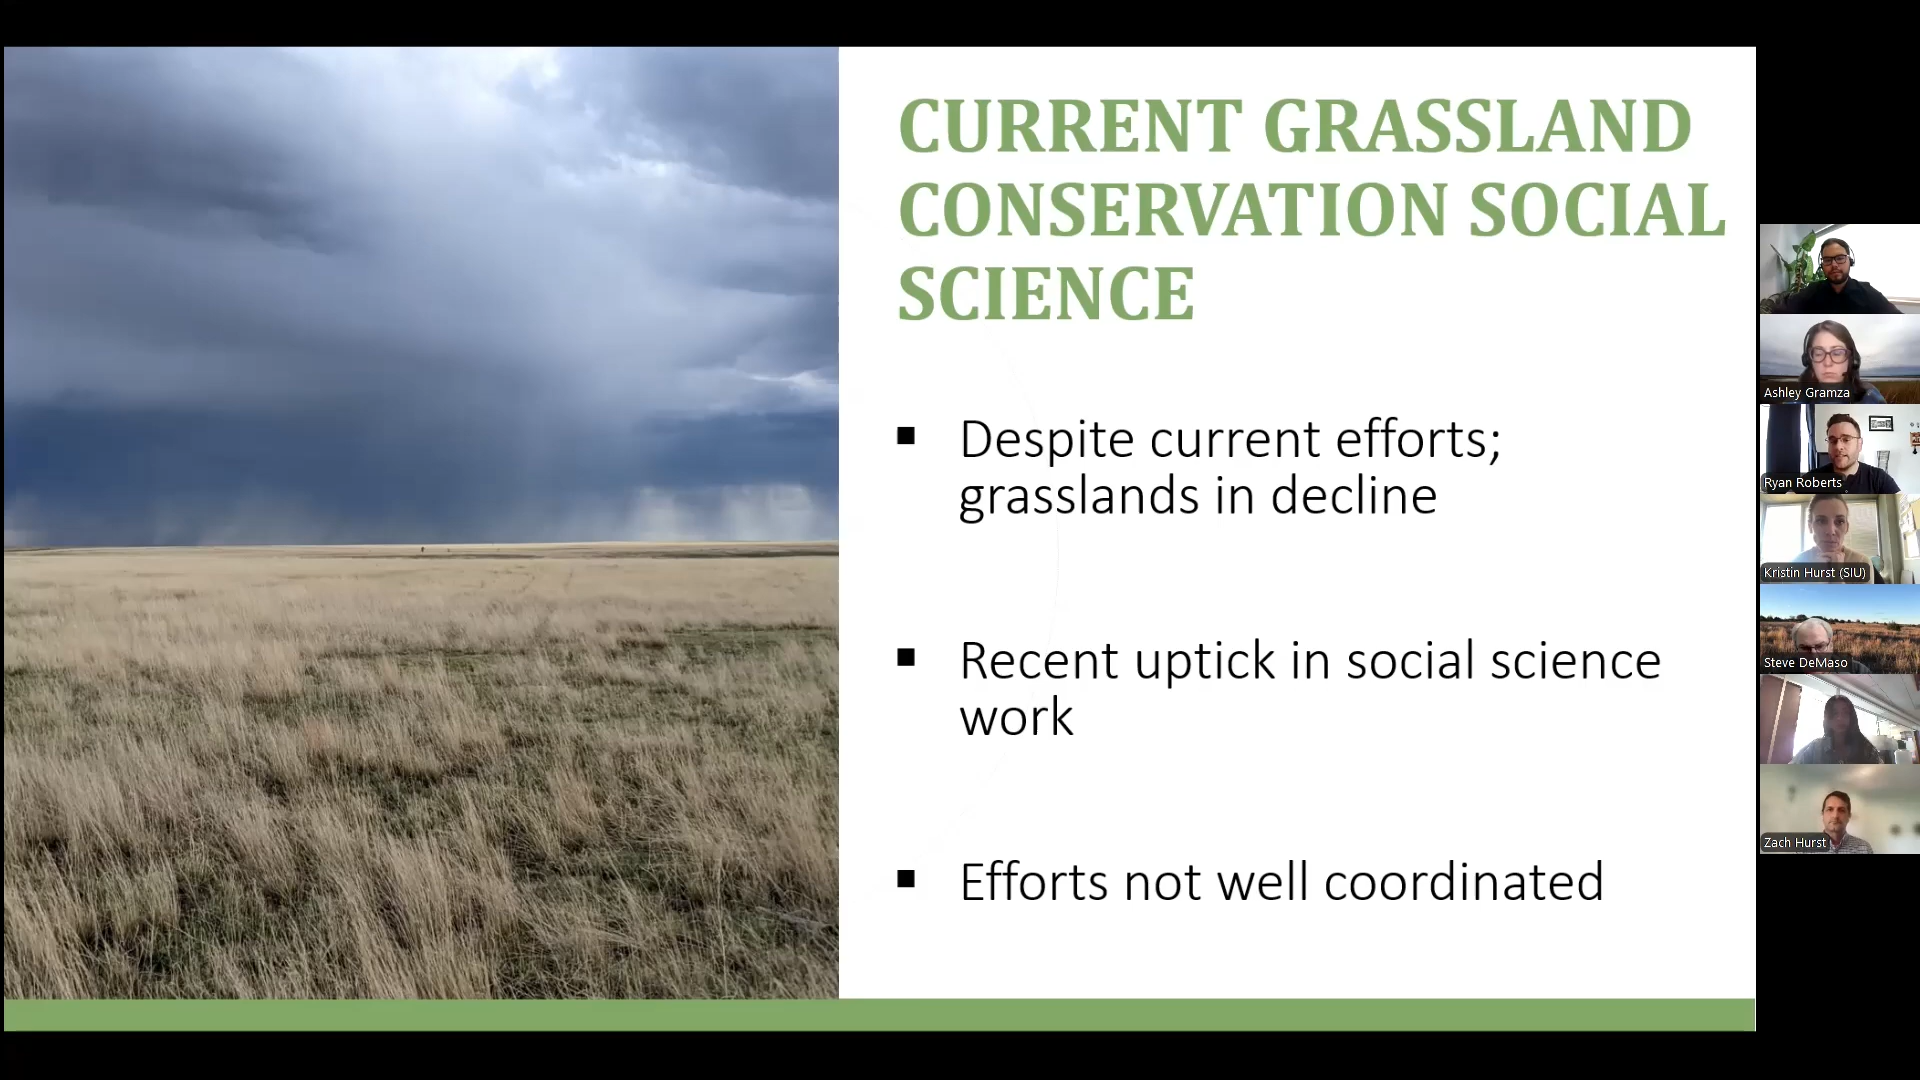 CURRENT GRASSLAND
CONSERVATION SOCIAL
SCIENCE
▪ Despite current efforts;
grasslands in decline
▪ Recent uptick in social science
work
▪ Efforts not well coordinated
Ashley Gramza
Ryan Roberts
Kristin Hurst (SIU)
Steve DeMaso
Zach Hurst